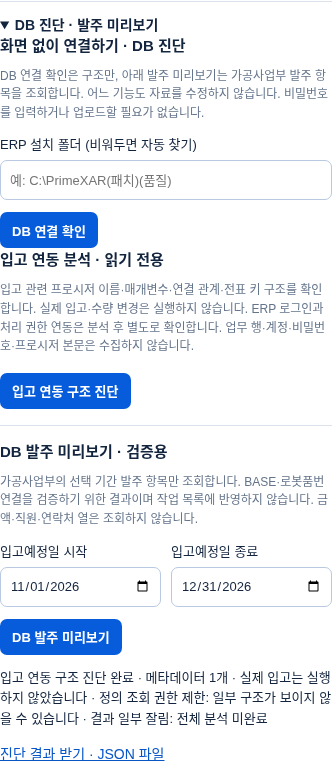 ▼ DB 진단 · 발주 미리보기
화면 없이 연결하기 · DB 진단
DB 연결 확인은 구조만, 아래 발주 미리보기는 가공사업부 발주 항
목을 조회합니다. 어느 기능도 자료를 수정하지 않습니다. 비밀번호
를 입력하거나 업로드할 필요가 없습니다.
ERP 설치 폴더 (비워두면 자동 찾기)
예: C:\PrimeXAR(패치)(품질)
DB 연결 확인
입고 연동 분석 · 읽기 전용
입고 관련 프로시저 이름·매개변수·연결 관계·전표 키 구조를 확인
합니다. 실제 입고·수량 변경은 실행하지 않습니다. ERP 로그인과
처리 권한 연동은 분석 후 별도로 확인합니다. 업무 행·계정·비밀번
호·프로시저 본문은 수집하지 않습니다.
입고 연동 구조 진단
DB 발주 미리보기 · 검증용
가공사업부의 선택 기간 발주 항목만 조회합니다. BASE·로봇품번
연결을 검증하기 위한 결과이며 작업 목록에 반영하지 않습니다. 금
액·직원·연락처 열은 조회하지 않습니다.
입고예정일 시작 입고예정일 종료
11/01/2026 12/31/2026
DB 발주 미리보기
입고 연동 구조 진단 완료 · 메타데이터 1개 · 실제 입고는 실행
하지 않았습니다 · 정의 조회 권한 제한: 일부 구조가 보이지 않
을 수 있습니다 · 결과 일부 잘림: 전체 분석 미완료
진단 결과 받기 · JSON 파일